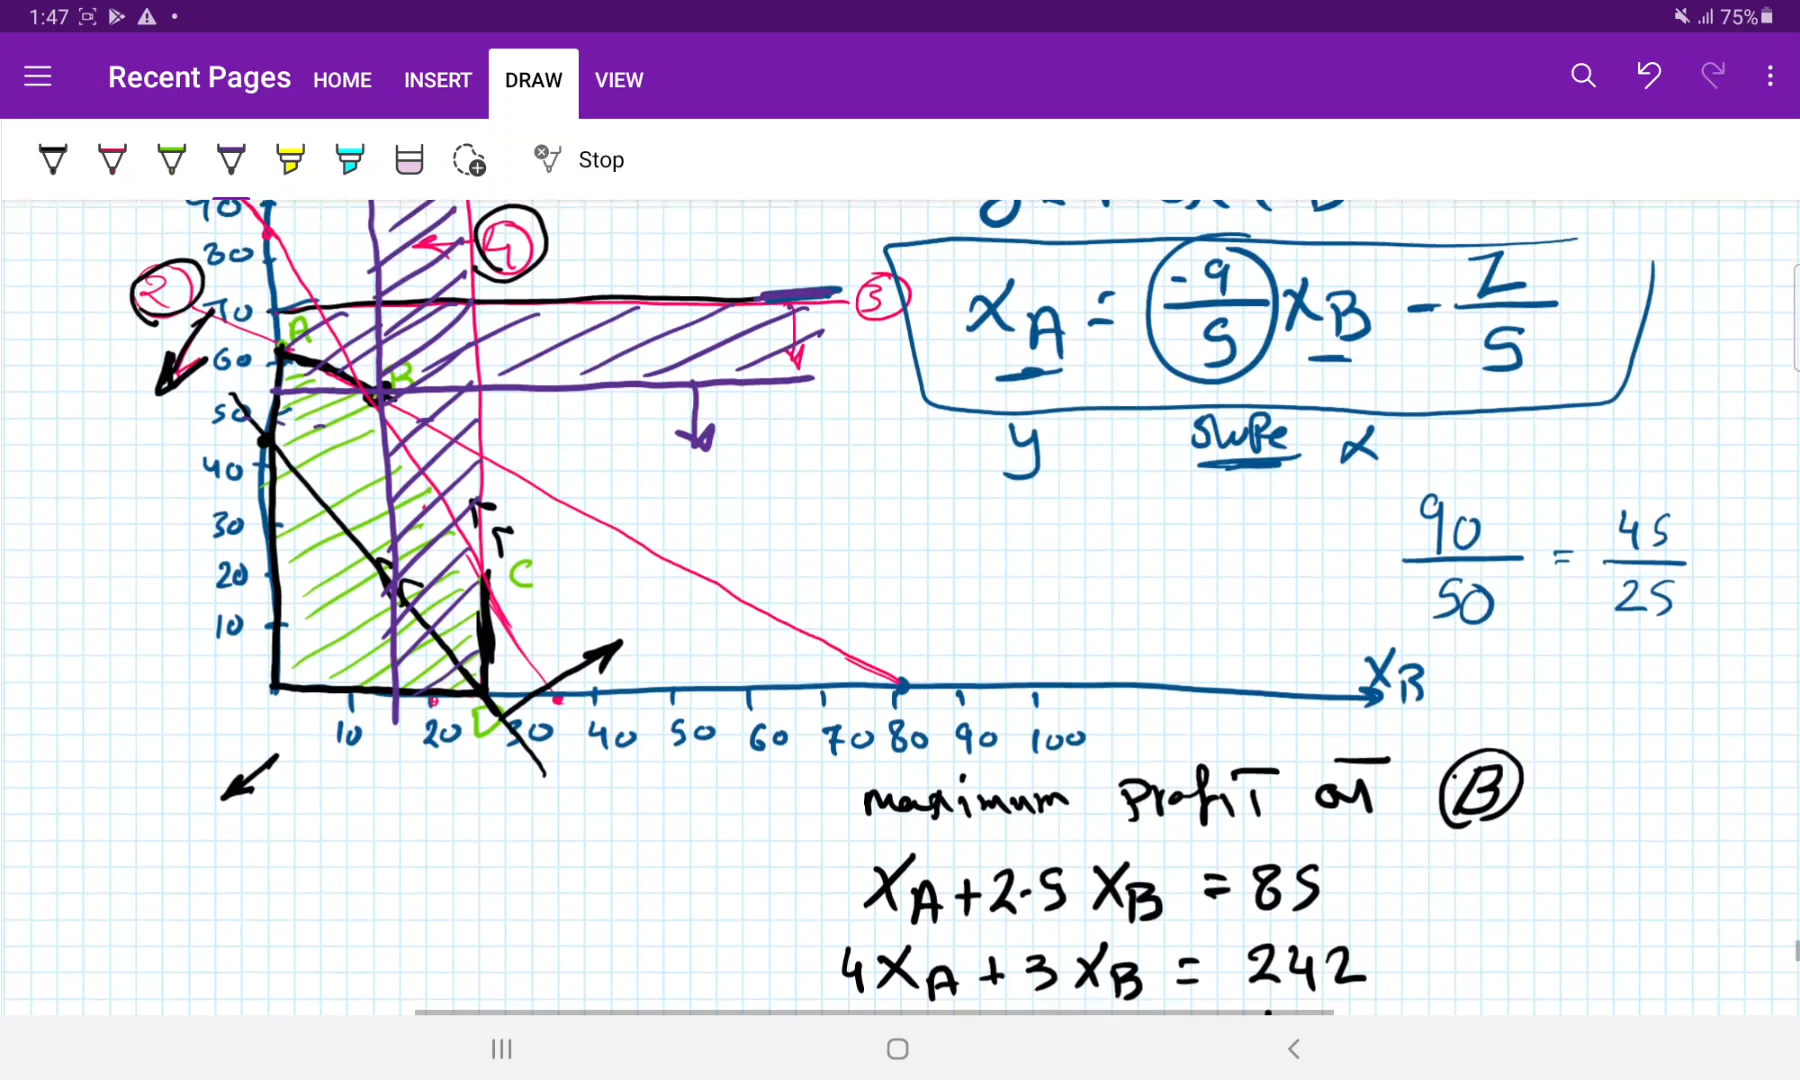 1:47 75%
Recent Pages HOME INSERT DRAW VIEW
Stop
80
70
60
50
40
30
20
10
2
4
3
A
B
C
D
10 20 30 40 50 60 70 80 90 100
XB
xA = -9/5 xB - Z/5
y slope x
90/50 = 45/25
maximum Profit at B
XA + 2.5 XB = 85
4XA + 3XB = 242